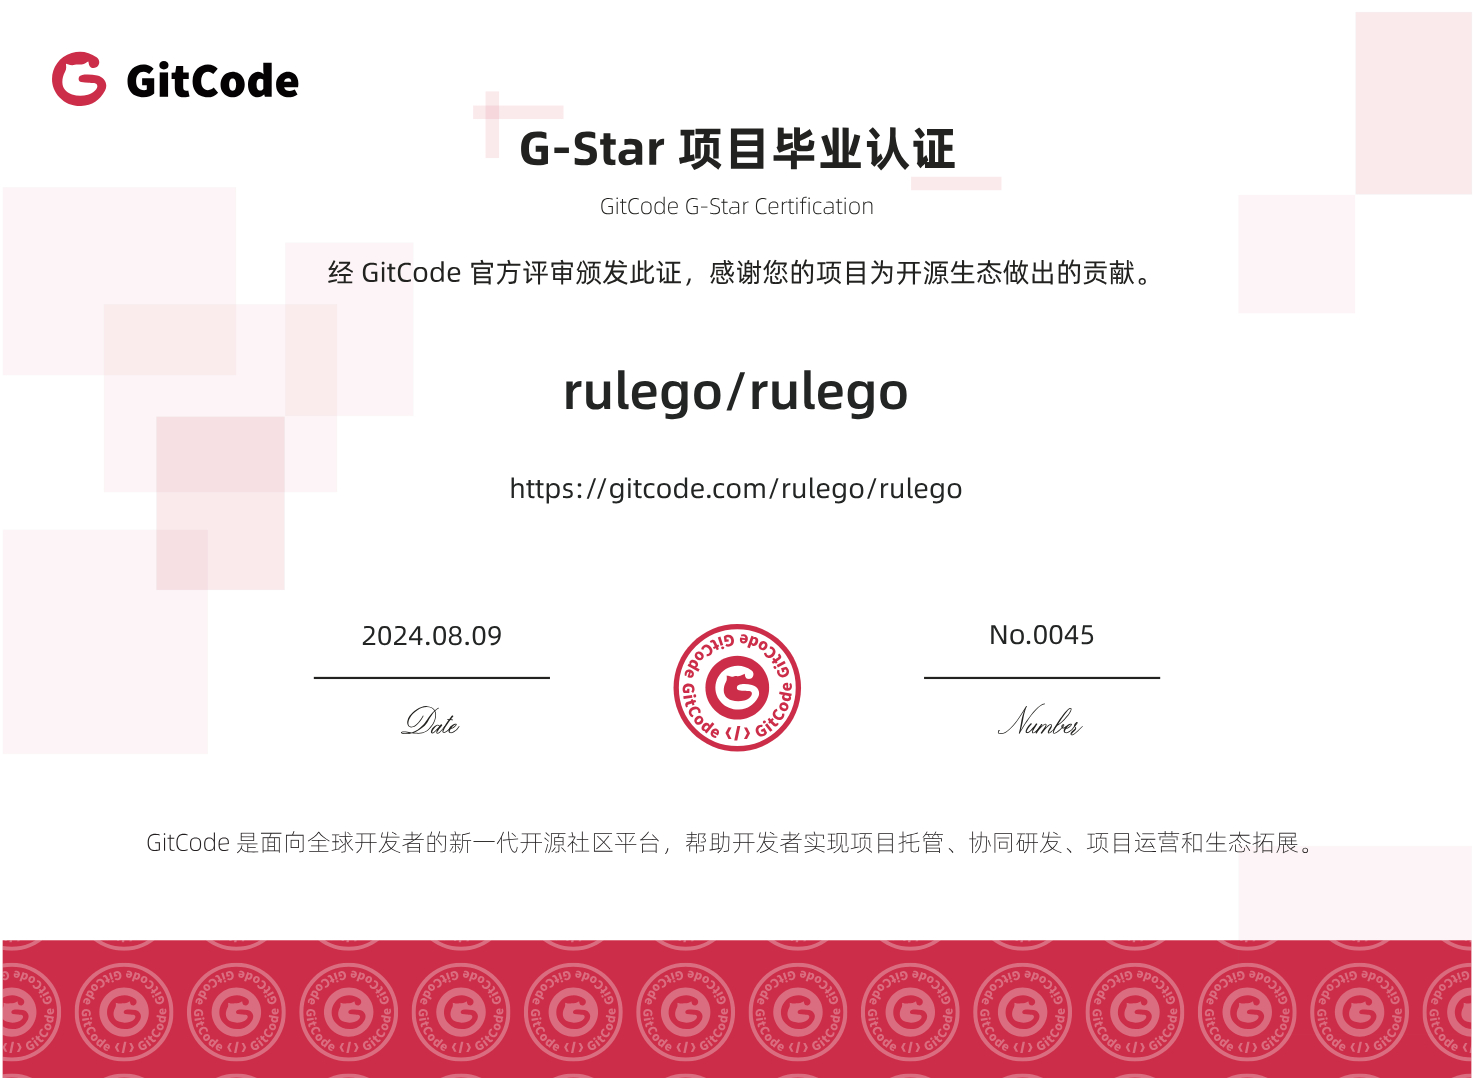 GitCode
G-Star 项目毕业认证
GitCode G-Star Certification
经 GitCode 官方评审颁发此证，感谢您的项目为开源生态做出的贡献。
rulego/rulego
https://gitcode.com/rulego/rulego
2024.08.09
No.0045
GitCode GitCode GitCode GitCode </>
Date
Number
GitCode 是面向全球开发者的新一代开源社区平台，帮助开发者实现项目托管、协同研发、项目运营和生态拓展。